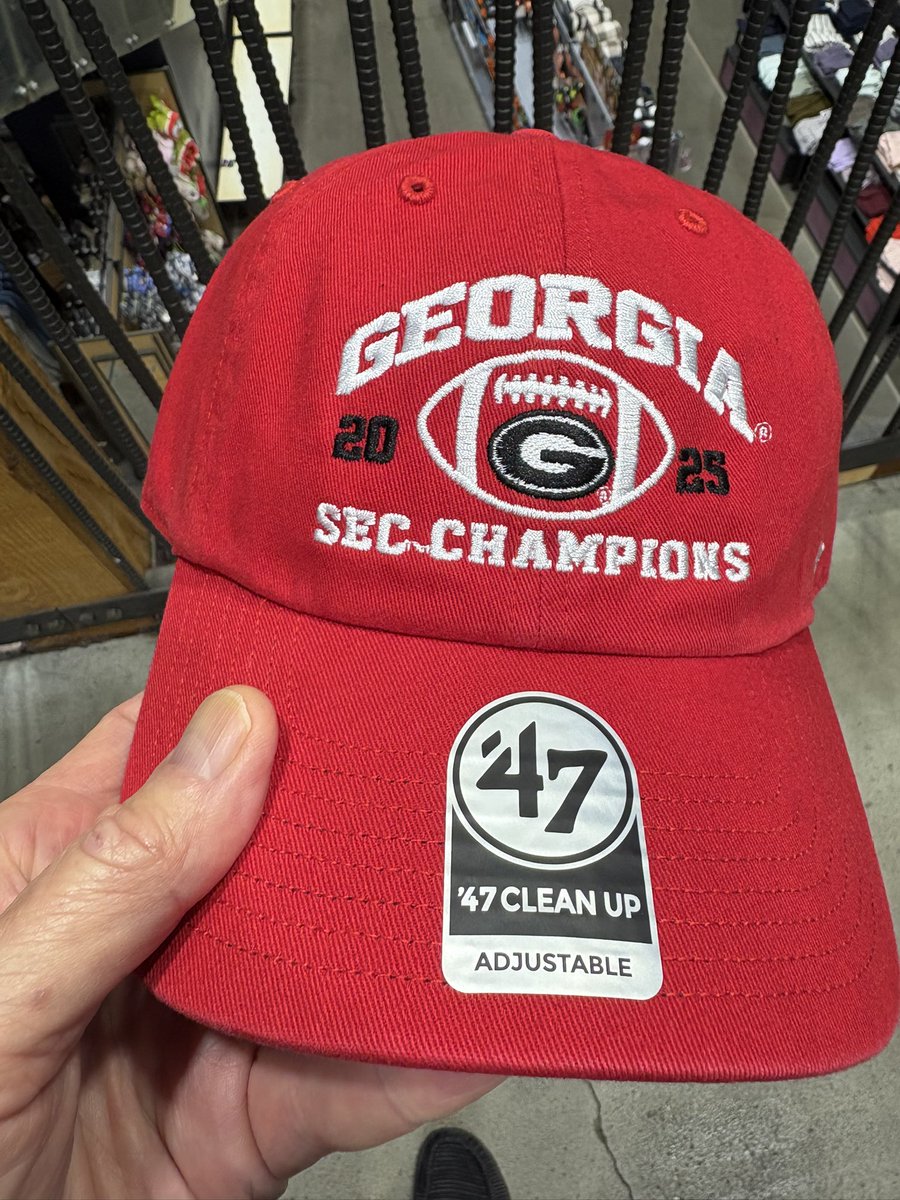 GEORGIA®
20 G® 25
SEC CHAMPIONS
'47
'47 CLEAN UP
ADJUSTABLE